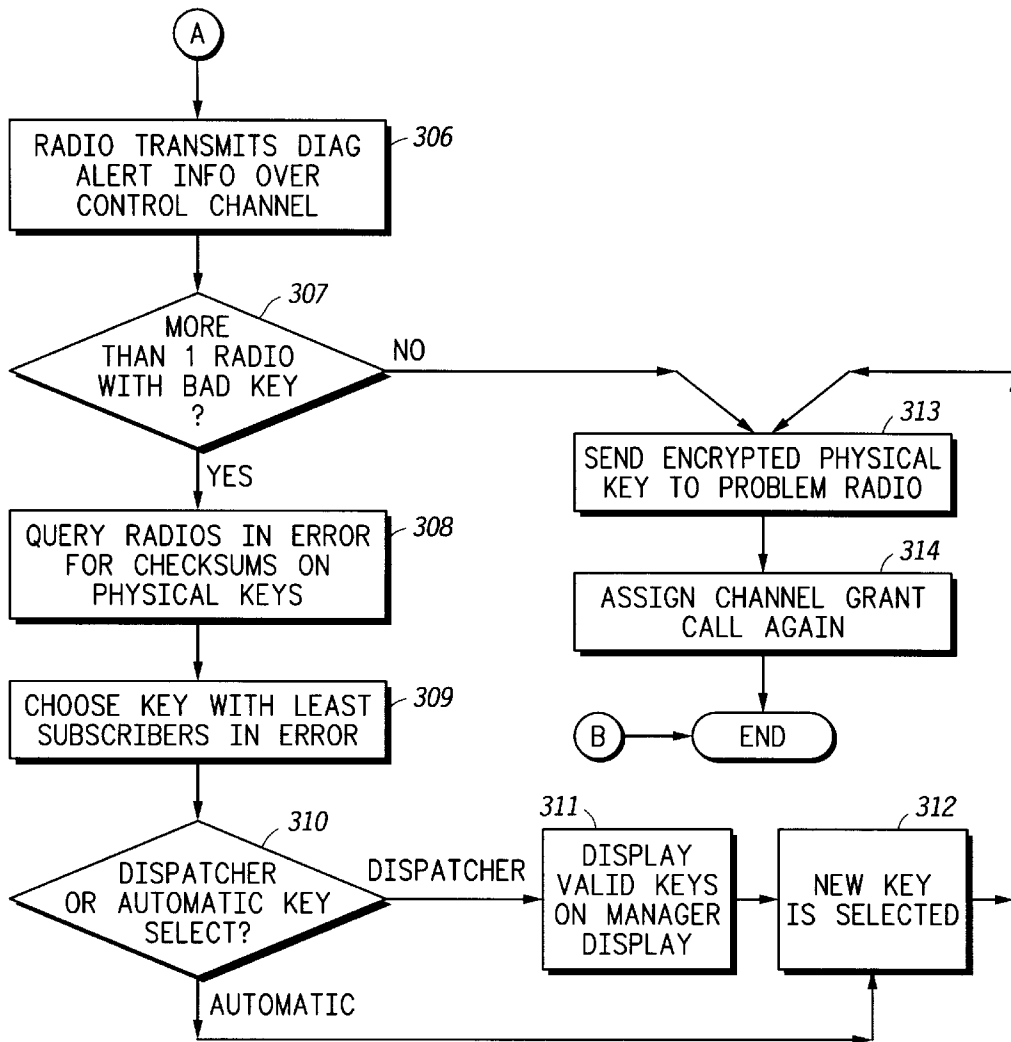 A
RADIO TRANSMITS DIAG
ALERT INFO OVER
CONTROL CHANNEL
306
307
MORE
THAN 1 RADIO
WITH BAD KEY
?
NO
YES
313
SEND ENCRYPTED PHYSICAL
KEY TO PROBLEM RADIO
QUERY RADIOS IN ERROR
FOR CHECKSUMS ON
PHYSICAL KEYS
308
314
ASSIGN CHANNEL GRANT
CALL AGAIN
CHOOSE KEY WITH LEAST
SUBSCRIBERS IN ERROR
309
B
END
310
DISPATCHER
OR AUTOMATIC KEY
SELECT?
DISPATCHER
AUTOMATIC
311
DISPLAY
VALID KEYS
ON MANAGER
DISPLAY
312
NEW KEY
IS SELECTED